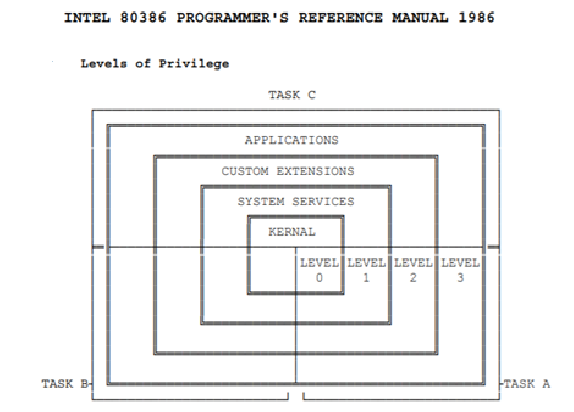 INTEL 80386 PROGRAMMER'S REFERENCE MANUAL 1986
Levels of Privilege
TASK C
APPLICATIONS
CUSTOM EXTENSIONS
SYSTEM SERVICES
KERNAL
LEVEL LEVEL LEVEL LEVEL
0 1 2 3
TASK B TASK A